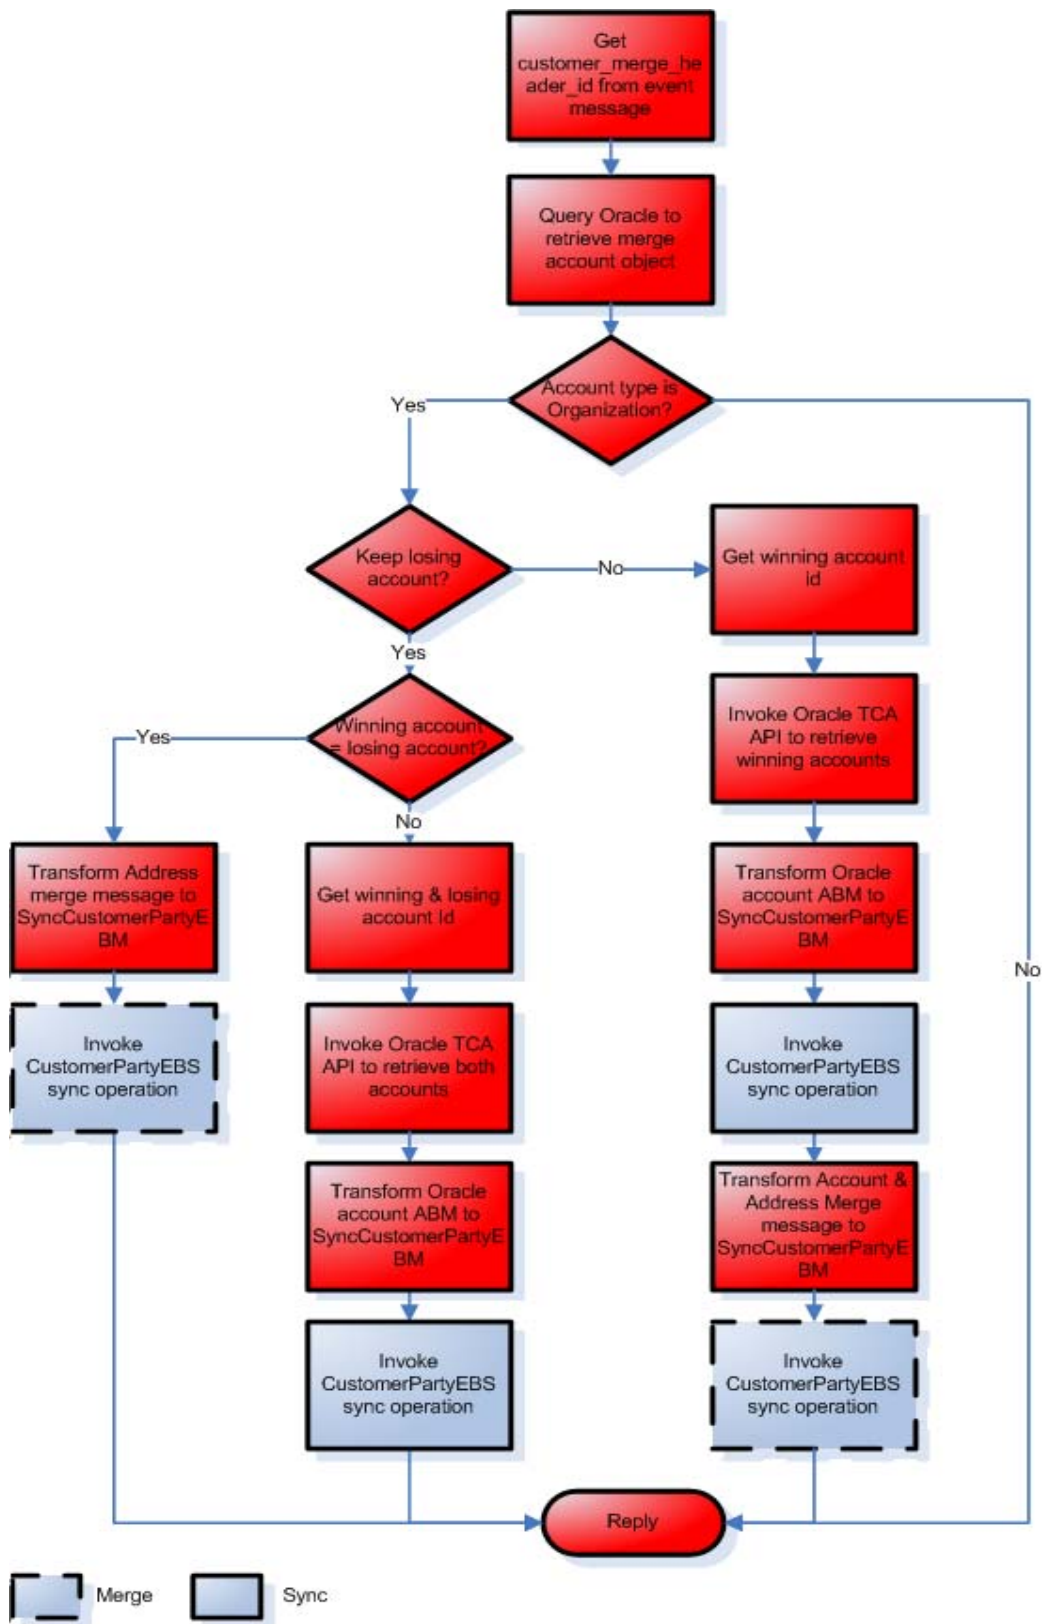 Get
customer_merge_he
ader_id from event
message
Query Oracle to
retrieve merge
account object
Account type is
Organization?
Yes
Keep losing
account?
No
Get winning account
id
Yes
Winning account
= losing account?
Yes
Invoke Oracle TCA
API to retrieve
winning accounts
No
Transform Address
merge message to
SyncCustomerPartyE
BM
Get winning & losing
account Id
Transform Oracle
account ABM to
SyncCustomerPartyE
BM
No
Invoke
CustomerPartyEBS
sync operation
Invoke Oracle TCA
API to retrieve both
accounts
Invoke
CustomerPartyEBS
sync operation
Transform Oracle
account ABM to
SyncCustomerPartyE
BM
Transform Account &
Address Merge
message to
SyncCustomerPartyE
BM
Invoke
CustomerPartyEBS
sync operation
Invoke
CustomerPartyEBS
sync operation
Reply
Merge
Sync